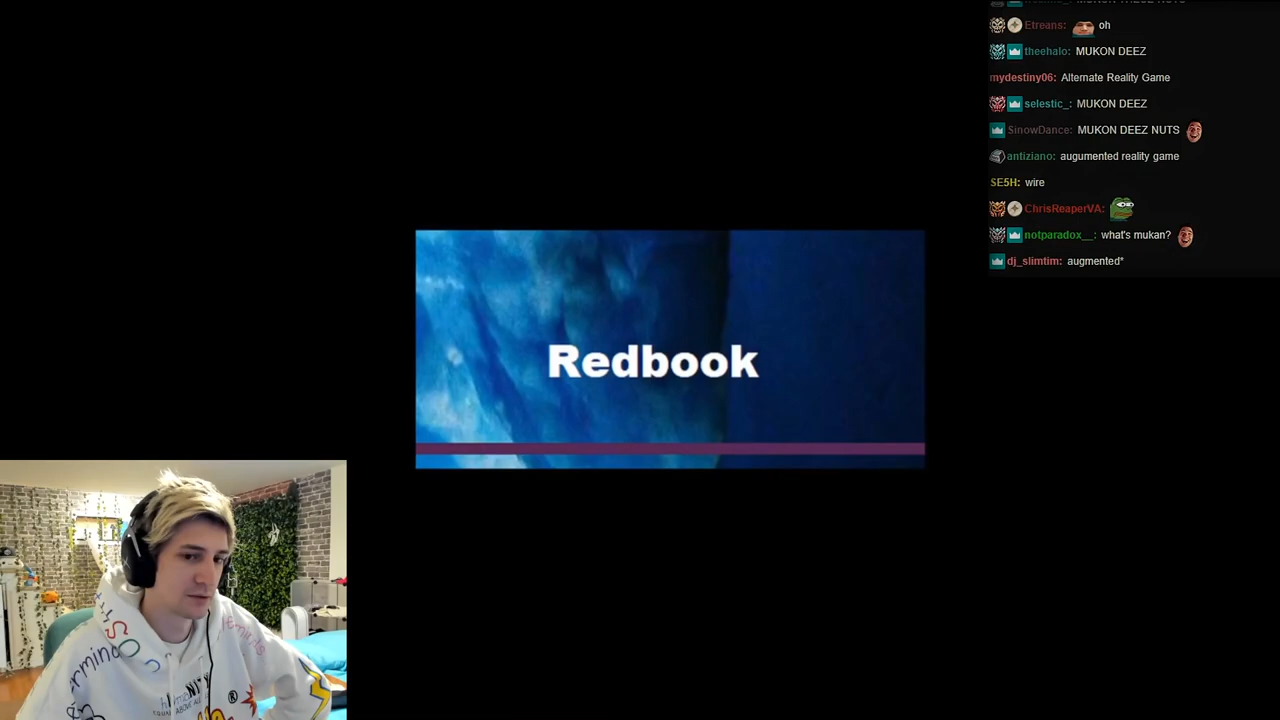 Etreans: oh
theehalo: MUKON DEEZ
mydestiny06: Alternate Reality Game
selestic_: MUKON DEEZ
SinowDance: MUKON DEEZ NUTS
antiziano: augumented reality game
SE5H: wire
ChrisReaperVA:
notparadox__: what's mukan?
dj_slimtim: augmented*
Redbook